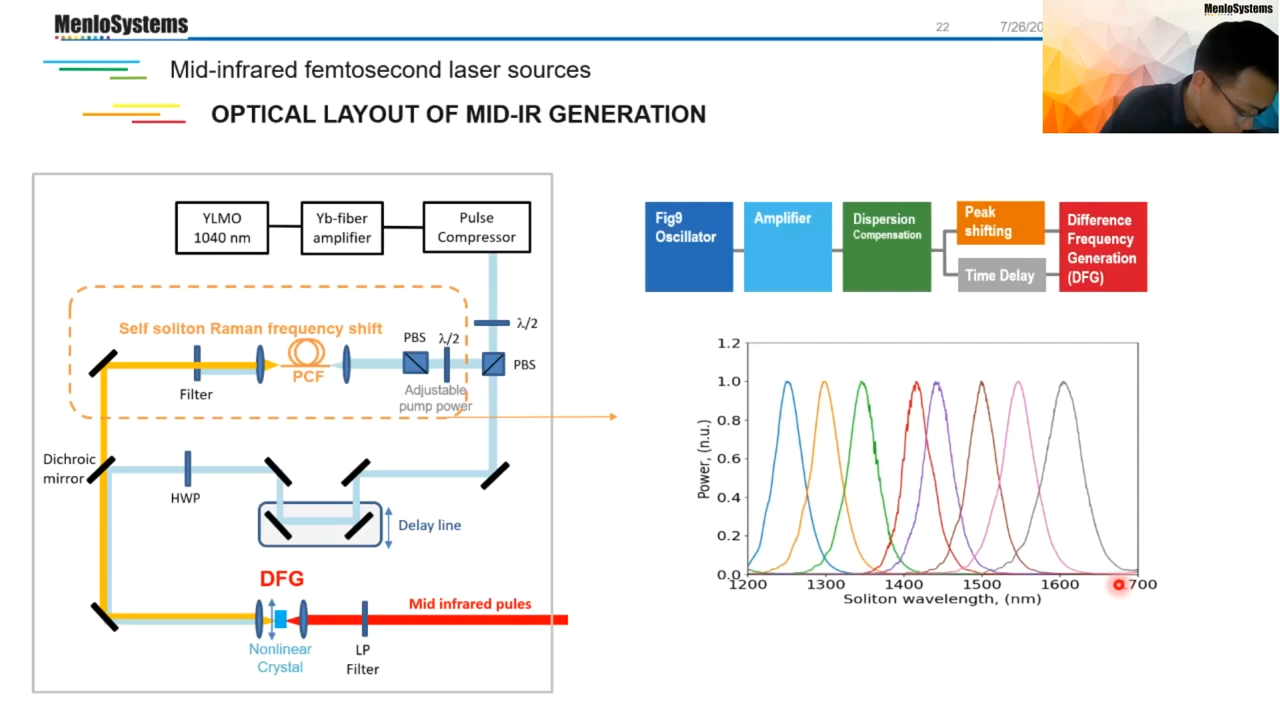 MenloSystems
22
7/26/20
MenloSystems
Mid-infrared femtosecond laser sources
OPTICAL LAYOUT OF MID-IR GENERATION
YLMO
1040 nm
Yb-fiber
amplifier
Pulse
Compressor
λ/2
Self soliton Raman frequency shift
PBS
λ/2
PCF
PBS
Filter
Adjustable
pump power
Dichroic
mirror
HWP
Delay line
DFG
Mid infrared pules
Nonlinear
Crystal
LP
Filter
Fig9
Oscillator
Amplifier
Dispersion
Compensation
Peak
shifting
Time Delay
Difference
Frequency
Generation
(DFG)
1.2
1.0
0.8
0.6
0.4
0.2
0.0
Power, (n.u.)
1200 1300 1400 1500 1600 1700
Soliton wavelength, (nm)